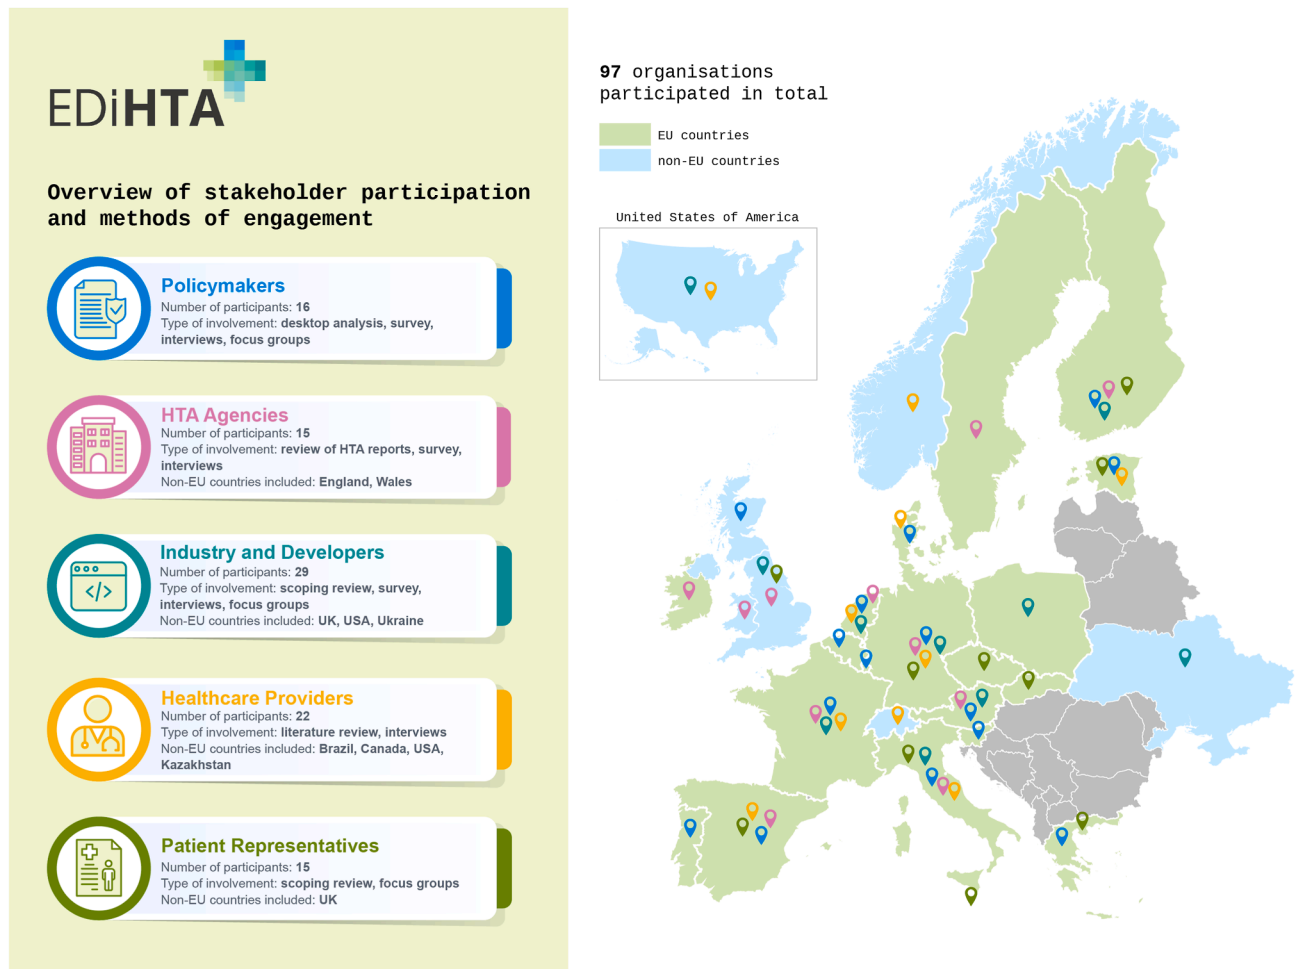 EDiHTA
Overview of stakeholder participation
and methods of engagement
Policymakers
Number of participants: 16
Type of involvement: desktop analysis, survey,
interviews, focus groups
HTA Agencies
Number of participants: 15
Type of involvement: review of HTA reports, survey,
interviews
Non-EU countries included: England, Wales
</>
Industry and Developers
Number of participants: 29
Type of involvement: scoping review, survey,
interviews, focus groups
Non-EU countries included: UK, USA, Ukraine
Healthcare Providers
Number of participants: 22
Type of involvement: literature review, interviews
Non-EU countries included: Brazil, Canada, USA,
Kazakhstan
Patient Representatives
Number of participants: 15
Type of involvement: scoping review, focus groups
Non-EU countries included: UK
97 organisations
participated in total
EU countries
non-EU countries
United States of America